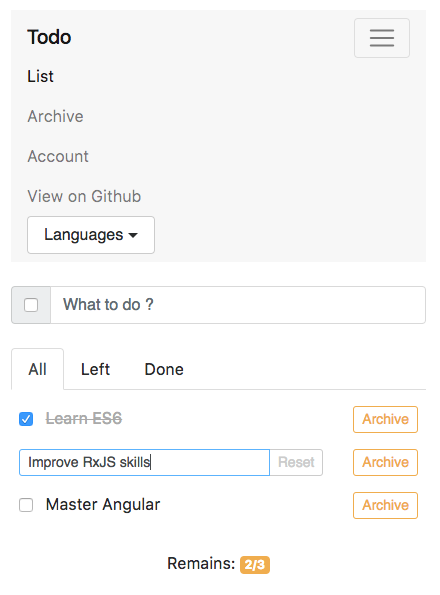 Todo
List
Archive
Account
View on Github
Languages
What to do ?
All Left Done
Learn ES6 Archive
Improve RxJS skills Reset Archive
Master Angular Archive
Remains: 2/3